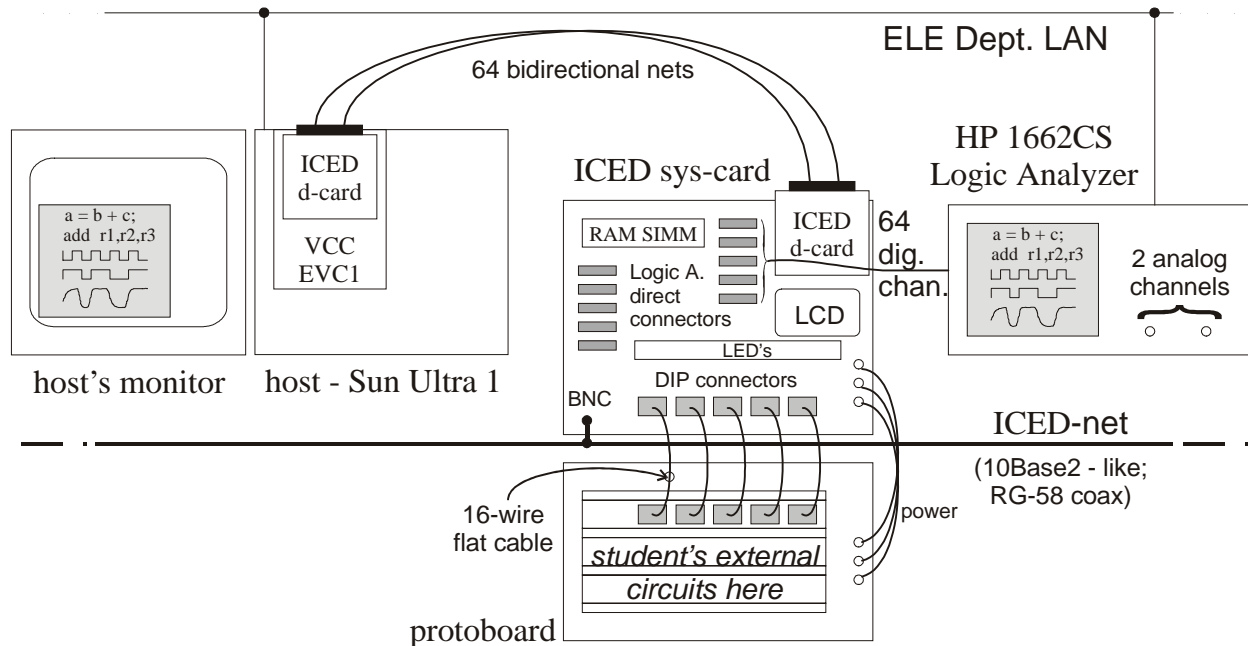 ELE Dept. LAN
64 bidirectional nets
HP 1662CS
Logic Analyzer
ICED
d-card
VCC
EVC1
a = b + c;
add r1,r2,r3
host's monitor
host - Sun Ultra 1
ICED sys-card
RAM SIMM
ICED
d-card
Logic A.
direct
connectors
LCD
LED's
DIP connectors
BNC
64
dig.
chan.
a = b + c;
add r1,r2,r3
2 analog
channels
ICED-net
(10Base2 - like;
RG-58 coax)
16-wire
flat cable
power
student's external
circuits here
protoboard